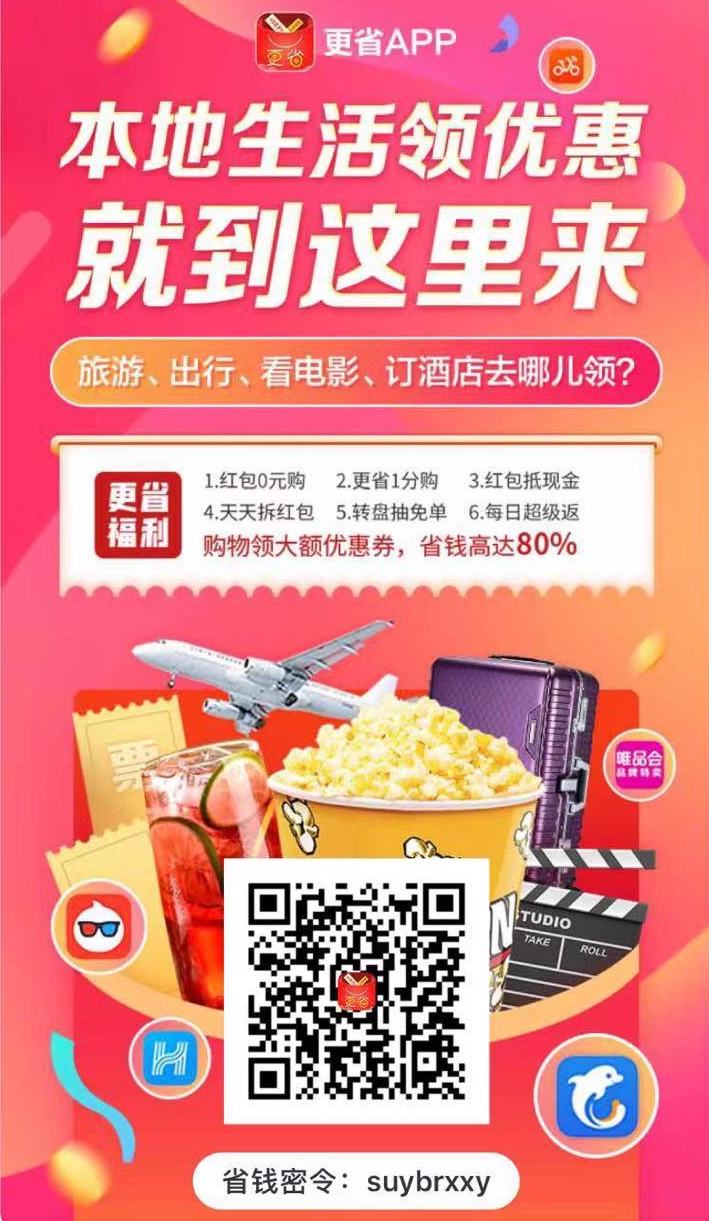 更省
更省APP
本地生活领优惠
就到这里来
旅游、出行、看电影、订酒店去哪儿领?
更省
福利
1.红包0元购 2.更省1分购 3.红包抵现金
4.天天拆红包 5.转盘抽免单 6.每日超级返
购物领大额优惠券，省钱高达80%
票
唯品会
品牌特卖
STUDIO
TAKE
ROLL
N
H
更省
省钱密令：suybrxxy